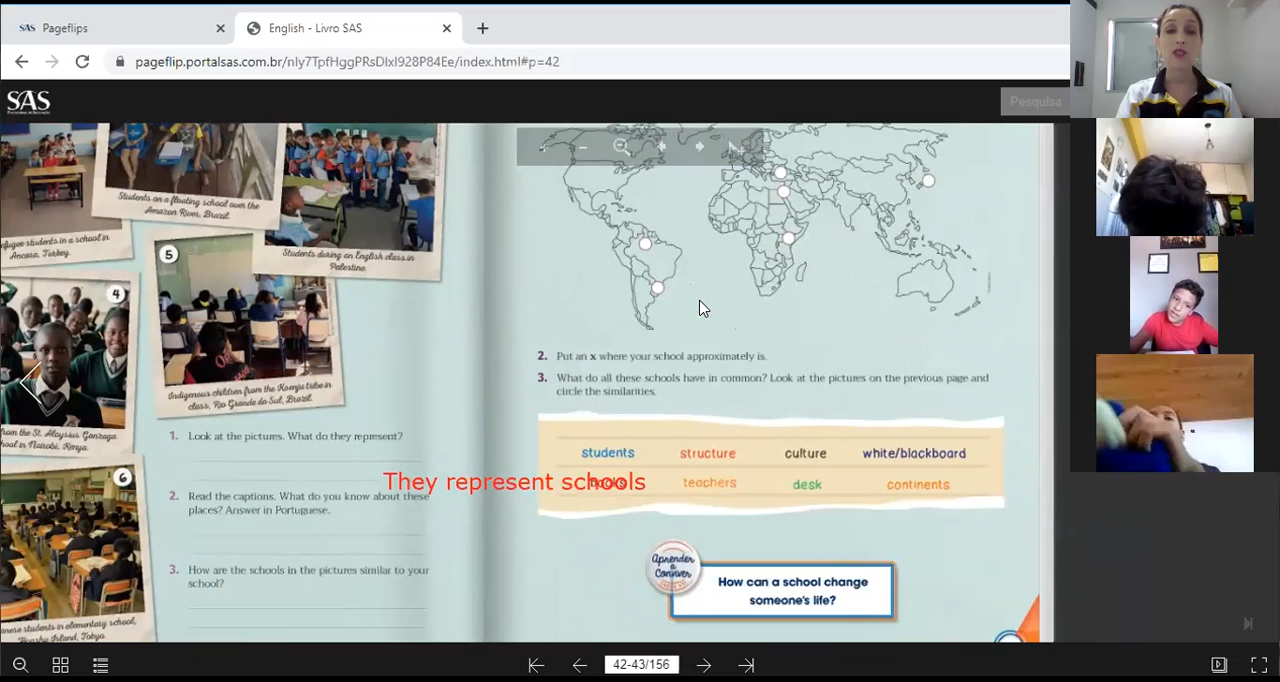 SAS Pageflips
English - Livro SAS
pageflip.portalsas.com.br/nly7TpfHggPRsDlxl928P84Ee/index.html#p=42
SAS
Pesquisa
students in a school in
Ancara, Turkey.
Students on a floating school over the
Amazon River, Brazil.
Students during an English class in
Palestine.
4
from the St. Aloysius Gonzaga
in Nairobi, Kenya.
5
Indigenous children from the Koenju tribe in
class, Rio Grande do Sul, Brazil.
6
students in elementary school,
Honshu Island, Tokyo.
1. Look at the pictures. What do they represent?
They represent schools
2. Read the captions. What do you know about these
places? Answer in Portuguese.
3. How are the schools in the pictures similar to your
school?
2. Put an x where your school approximately is.
3. What do all these schools have in common? Look at the pictures on the previous page and
circle the similarities.
students structure culture white/blackboard
teachers desk continents
Aprender
a
Conviver
How can a school change
someone's life?
42-43/156